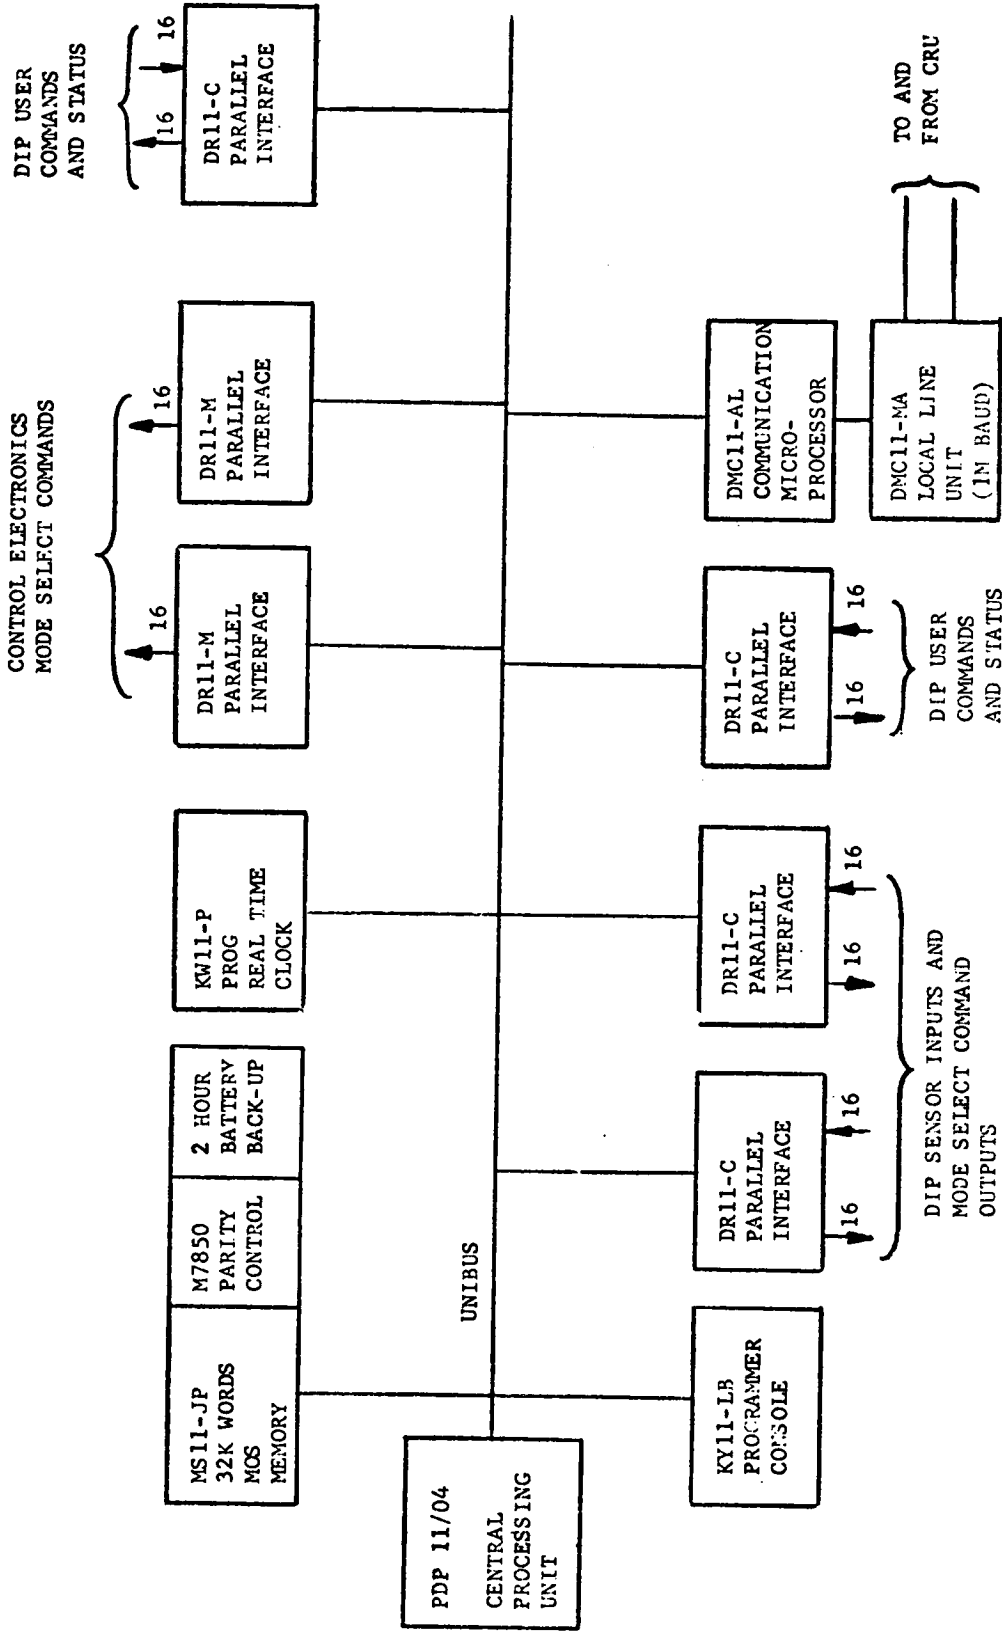 CONTROL ELECTRONICS
MODE SELECT COMMANDS
DIP USER
COMMANDS
AND STATUS
16
16
16
16
MS11-JP
32K WORDS
MOS
MEMORY
M7850
PARITY
CONTROL
2 HOUR
BATTERY
BACK-UP
KW11-P
PROG
REAL TIME
CLOCK
DR11-M
PARALLEL
INTERFACE
DR11-M
PARALLEL
INTERFACE
DR11-C
PARALLEL
INTERFACE
PDP 11/04
CENTRAL
PROCESSING
UNIT
UNIBUS
KY11-LB
PROGRAMMER
CONSOLE
DR11-C
PARALLEL
INTERFACE
DR11-C
PARALLEL
INTERFACE
DR11-C
PARALLEL
INTERFACE
DMC11-AL
COMMUNICATION
MICRO-
PROCESSOR
16
16
16
16
16
16
DMC11-MA
LOCAL LINE
UNIT
(1M BAUD)
TO AND
FROM CRU
DIP SENSOR INPUTS AND
MODE SELECT COMMAND
OUTPUTS
DIP USER
COMMANDS
AND STATUS